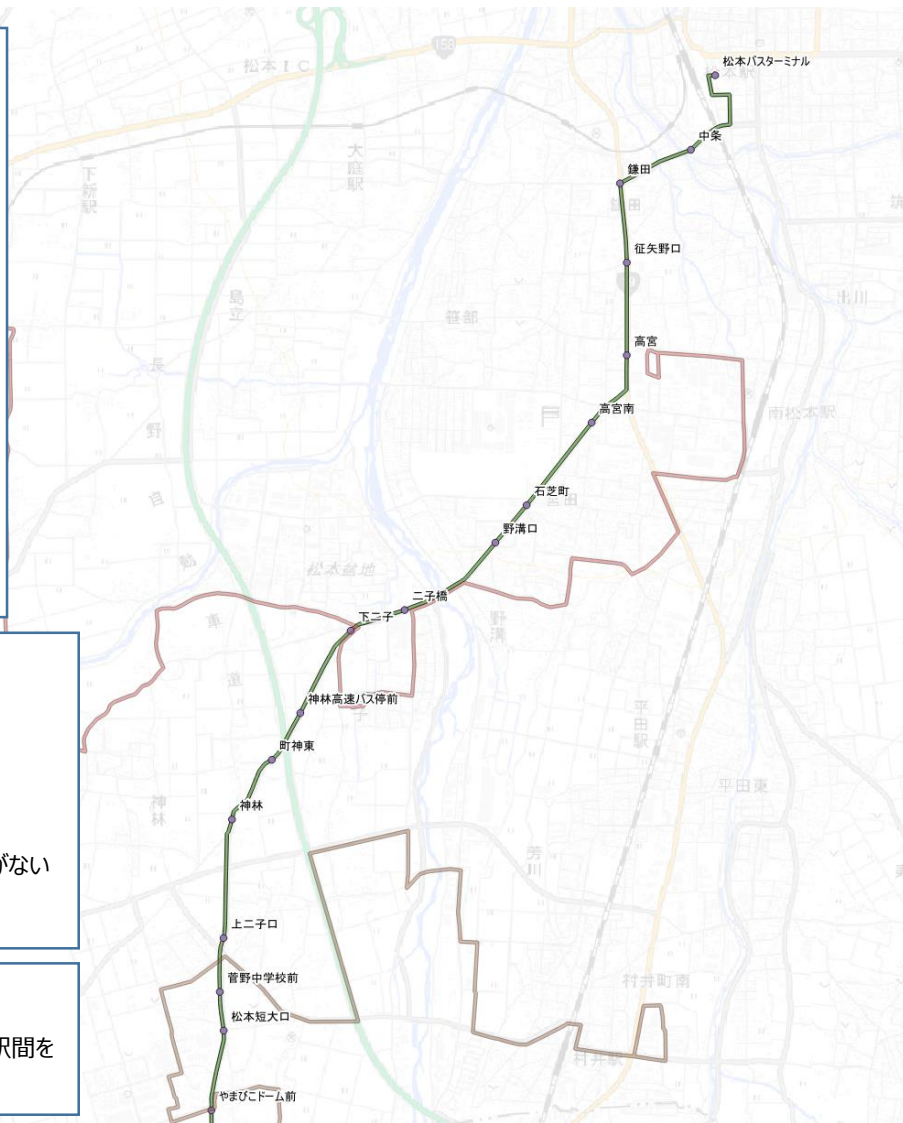 158
松本IC
松本駅
松本バスターミナル
中条
大庭駅
鎌田
下新駅
鎌田
征矢野口
島立
出川
笹部
高宮
長野自動車道
高宮南
南松本駅
石芝町
野溝口
松本盆地
二子橋
下二子
野溝
神林高速バス停前
平田駅
町神東
平田東
神林
神林
芳川
がない
上二子口
菅野中学校前
村井町南
松本短大口
駅間を
村井駅
やまびこドーム前